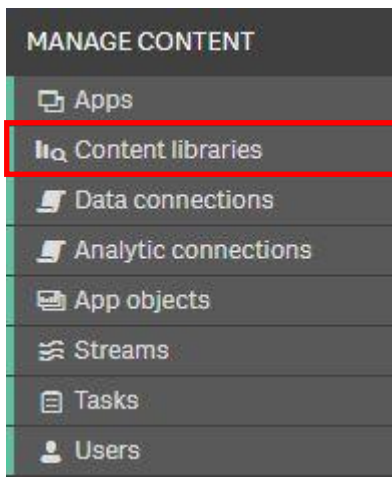 MANAGE CONTENT
Apps
Content libraries
Data connections
Analytic connections
App objects
Streams
Tasks
Users